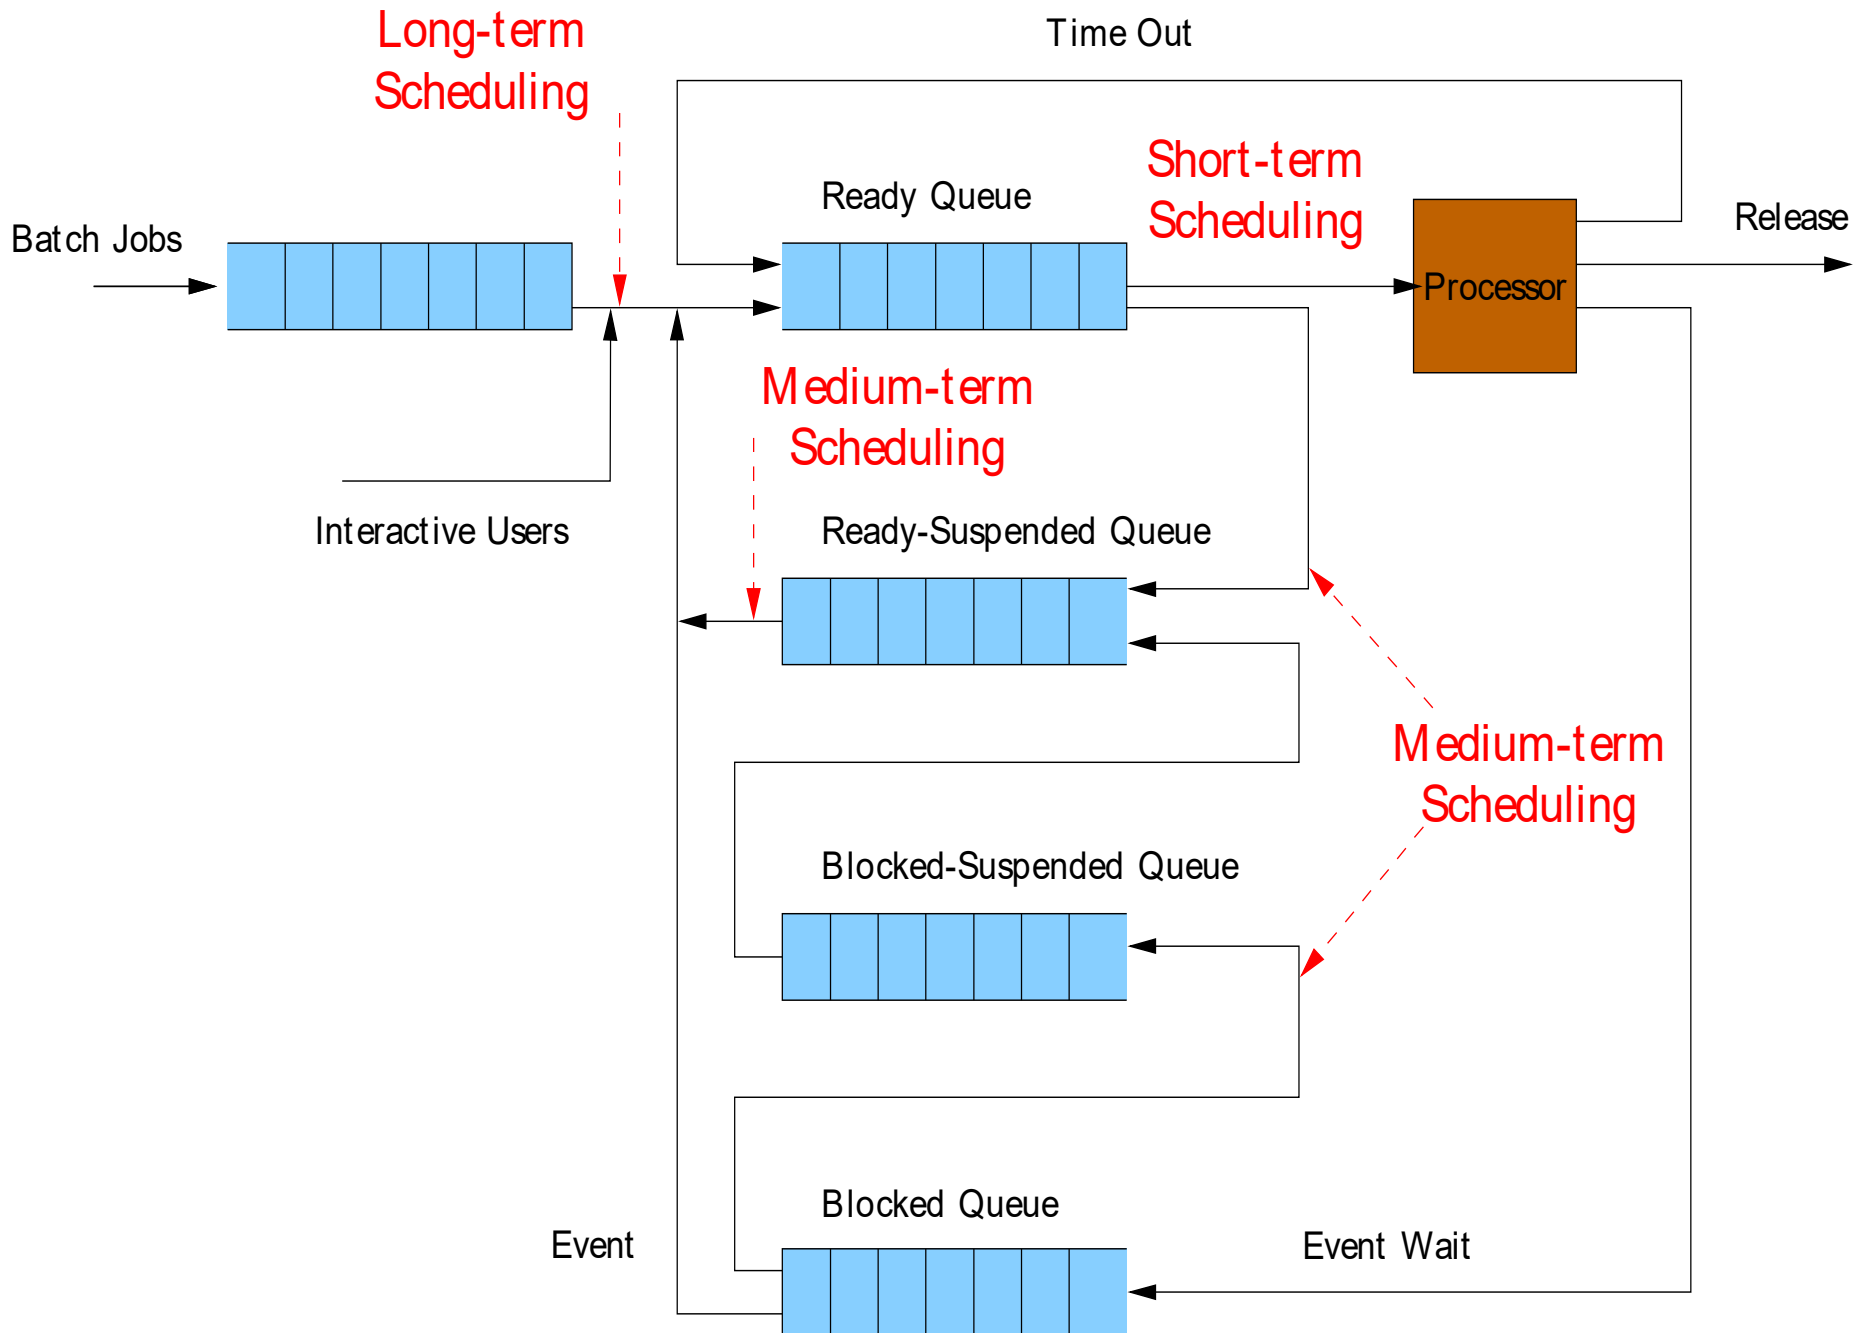 Long-term
Scheduling
Time Out
Short-term
Scheduling
Ready Queue
Release
Batch Jobs
Processor
Medium-term
Scheduling
Interactive Users
Ready-Suspended Queue
Medium-term
Scheduling
Blocked-Suspended Queue
Blocked Queue
Event
Event Wait